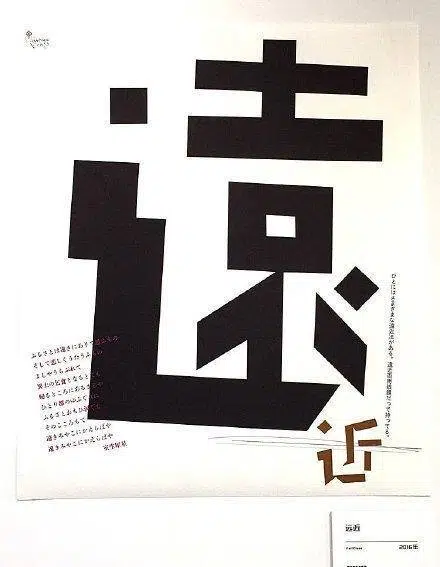 遠
ひとにはさまざまな遠近法がある。
ふるさとは遠きにありて思ふもの
そして悲しくうたふもの
よしやうらぶれて
異土の乞食となるとても
帰るところにあるまじや
ひとり都のゆふぐれに
ふるさとおもひ涙ぐむ
そのこころもて
遠きみやこにかへらばや
遠きみやこにかへらばや
室生犀星
近
远近
2016年